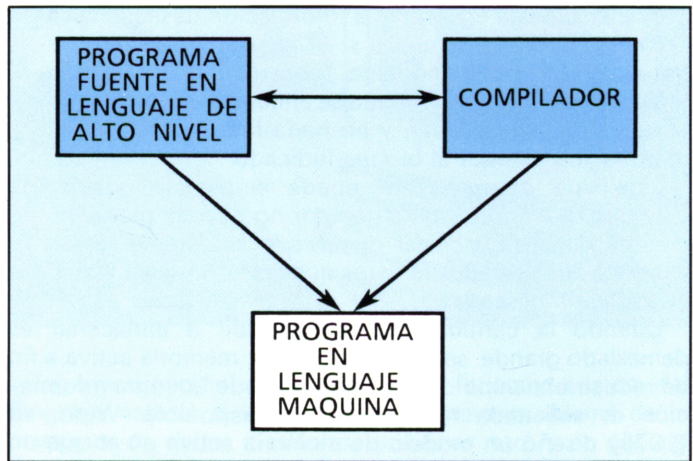 PROGRAMA
FUENTE EN
LENGUAJE DE
ALTO NIVEL
COMPILADOR
PROGRAMA
EN
LENGUAJE
MAQUINA